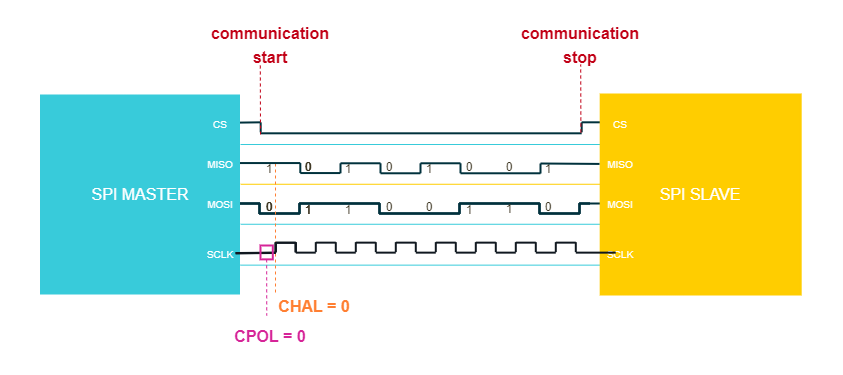 communication start
communication stop
CS
CS
MISO
1 0 1 0 1 0 0 1
MISO
SPI MASTER
SPI SLAVE
MOSI
0 1 1 0 0 1 1 0
MOSI
SCLK
SCLK
CHAL = 0
CPOL = 0